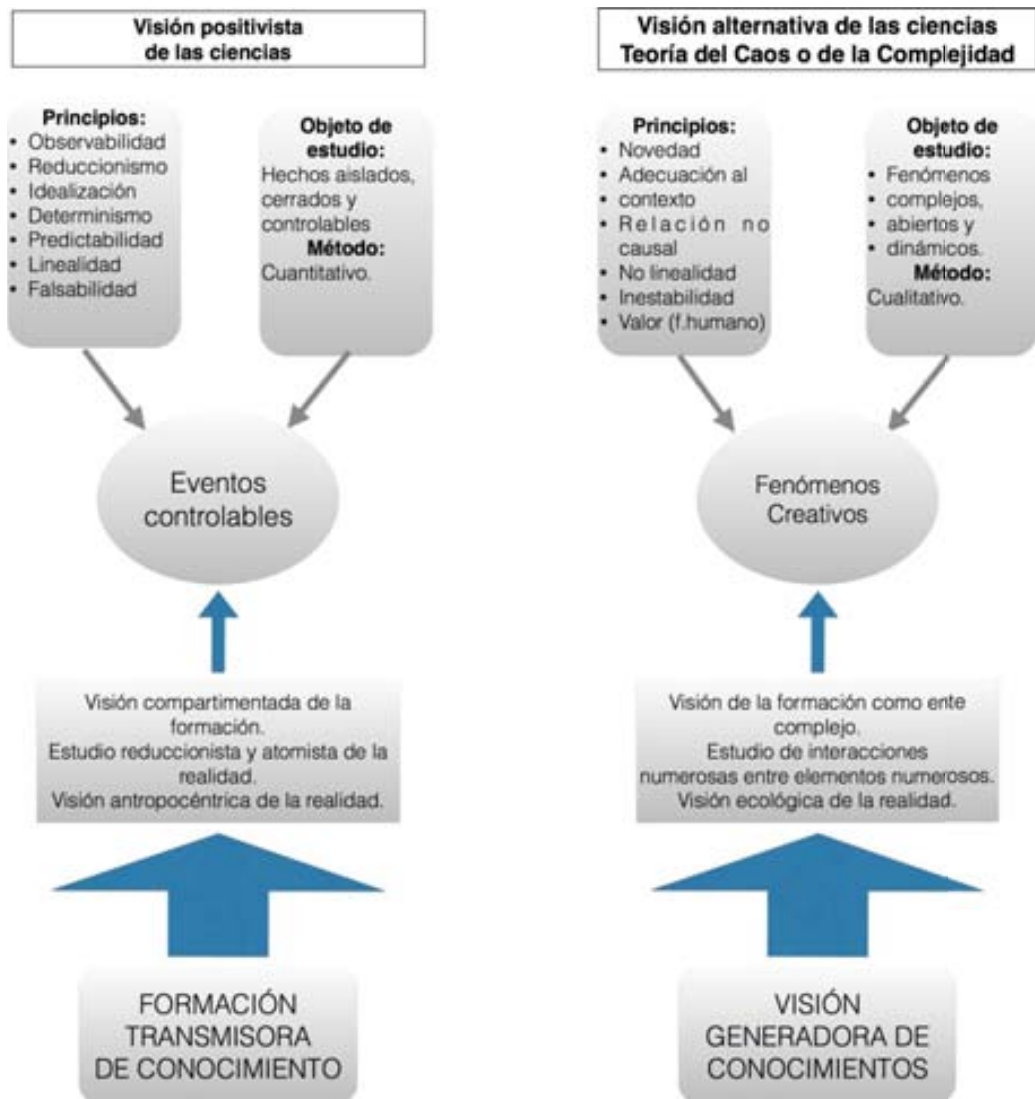 Visión positivista
de las ciencias
Principios:
• Observabilidad
• Reduccionismo
• Idealización
• Determinismo
• Predictabilidad
• Linealidad
• Falsabilidad
Objeto de
estudio:
Hechos aislados,
cerrados y
controlables
Método:
Cuantitativo.
Eventos
controlables
Visión compartimentada de la
formación.
Estudio reduccionista y atomista de la
realidad.
Visión antropocéntrica de la realidad.
FORMACIÓN
TRANSMISORA
DE CONOCIMIENTO
Visión alternativa de las ciencias
Teoría del Caos o de la Complejidad
Principios:
• Novedad
• Adecuación al
• contexto
• Relación no
causal
• No linealidad
• Inestabilidad
• Valor (f.humano)
Objeto de
estudio:
• Fenómenos
• complejos,
• abiertos y
• dinámicos.
Método:
Cualitativo.
Fenómenos
Creativos
Visión de la formación como ente
complejo.
Estudio de interacciones
numerosas entre elementos numerosos.
Visión ecológica de la realidad.
VISIÓN
GENERADORA DE
CONOCIMIENTOS